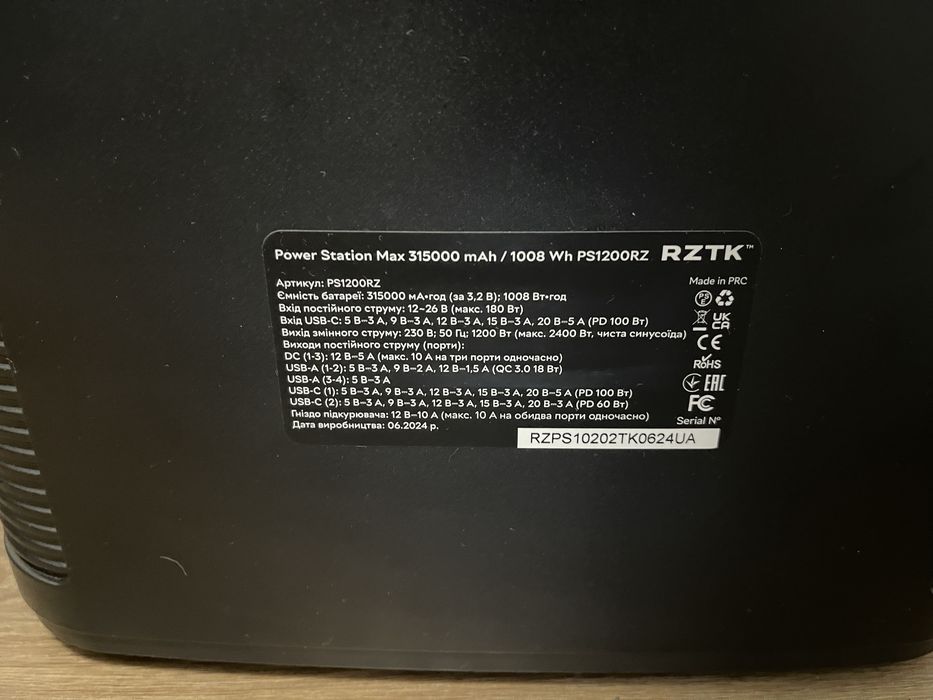 Power Station Max 315000 mAh / 1008 Wh PS1200RZ RZTK™
Артикул: PS1200RZ
Made in PRC
Ємність батареї: 315000 мА•год (за 3,2 В); 1008 Вт•год
Вхід постійного струму: 12–26 В (макс. 180 Вт)
Вхід USB-C: 5 В–3 А, 9 В–3 А, 12 В–3 А, 15 В–3 А, 20 В–5 А (PD 100 Вт)
Вихід змінного струму: 230 В; 50 Гц; 1200 Вт (макс. 2400 Вт, чиста синусоїда)
Виходи постійного струму (порти):
DC (1-3): 12 В–5 А (макс. 10 А на три порти одночасно)
USB-A (1-2): 5 В–3 А, 9 В–2 А, 12 В–1,5 А (QC 3.0 18 Вт)
USB-A (3-4): 5 В–3 А
USB-C (1): 5 В–3 А, 9 В–3 А, 12 В–3 А, 15 В–3 А, 20 В–5 А (PD 100 Вт)
USB-C (2): 5 В–3 А, 9 В–3 А, 12 В–3 А, 15 В–3 А, 20 В–3 А (PD 60 Вт)
Гніздо підкурювача: 12 В–10 А (макс. 10 А на обидва порти одночасно)
Дата виробництва: 06.2024 р.
PS E
UK CA
CE
RoHS
EAC
FC
Serial N°
RZPS10202TK0624UA